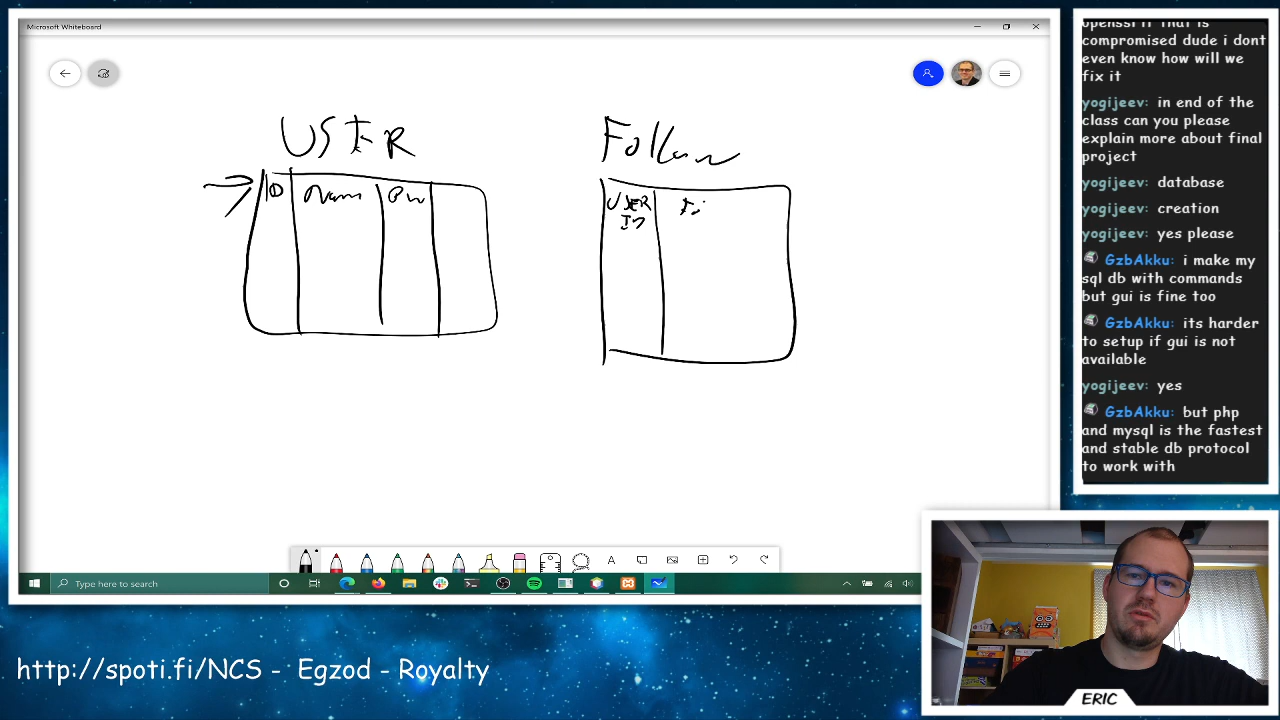 Microsoft Whiteboard
USER
Follow
ID
Nam
Pw
USER
ID
Type here to search
openssh that is
compromised dude i dont
even know how will we
fix it
yogijeev: in end of the
class can you please
explain more about final
project
yogijeev: database
yogijeev: creation
yogijeev: yes please
GzbAkku: i make my
sql db with commands
but gui is fine too
GzbAkku: its harder
to setup if gui is not
available
yogijeev: yes
GzbAkku: but php
and mysql is the fastest
and stable db protocol
to work with
http://spoti.fi/NCS - Egzod - Royalty
ERIC